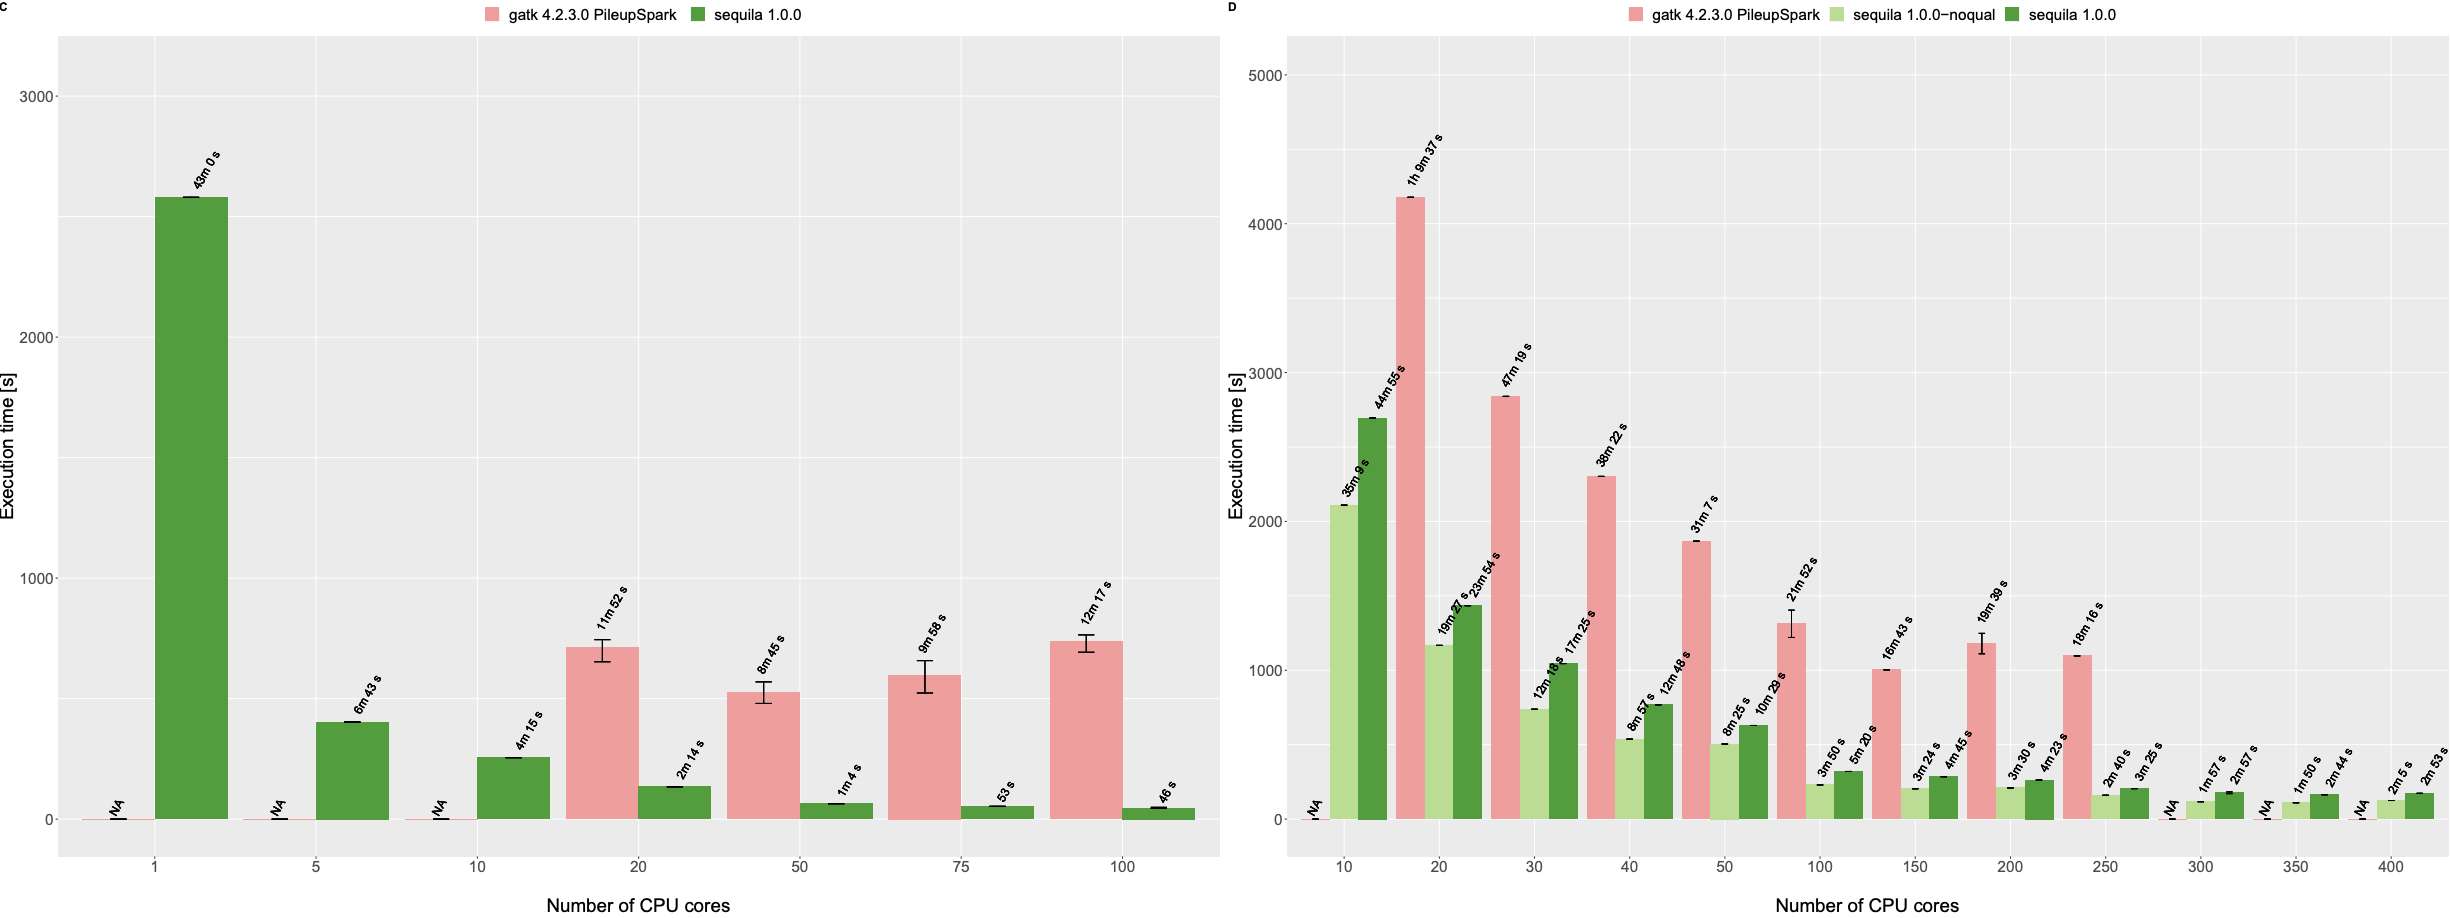 C
gatk 4.2.3.0 PileupSpark sequila 1.0.0
Execution time [s]
3000
2000
1000
0
NA
43m 0 s
NA
6m 43 s
NA
4m 15 s
11m 52 s
2m 14 s
8m 45 s
1m 4 s
9m 58 s
53 s
12m 17 s
46 s
1 5 10 20 50 75 100
Number of CPU cores
D
gatk 4.2.3.0 PileupSpark sequila 1.0.0−noqual sequila 1.0.0
Execution time [s]
5000
4000
3000
2000
1000
0
NA
35m 9 s
44m 55 s
1h 9m 37 s
19m 27 s
23m 54 s
47m 19 s
12m 18 s
17m 25 s
38m 22 s
8m 57 s
12m 48 s
31m 7 s
8m 25 s
10m 29 s
21m 52 s
3m 50 s
5m 20 s
16m 43 s
3m 24 s
4m 45 s
19m 39 s
3m 30 s
4m 23 s
18m 16 s
2m 40 s
3m 25 s
NA
1m 57 s
2m 57 s
NA
1m 50 s
2m 44 s
NA
2m 5 s
2m 53 s
10 20 30 40 50 100 150 200 250 300 350 400
Number of CPU cores